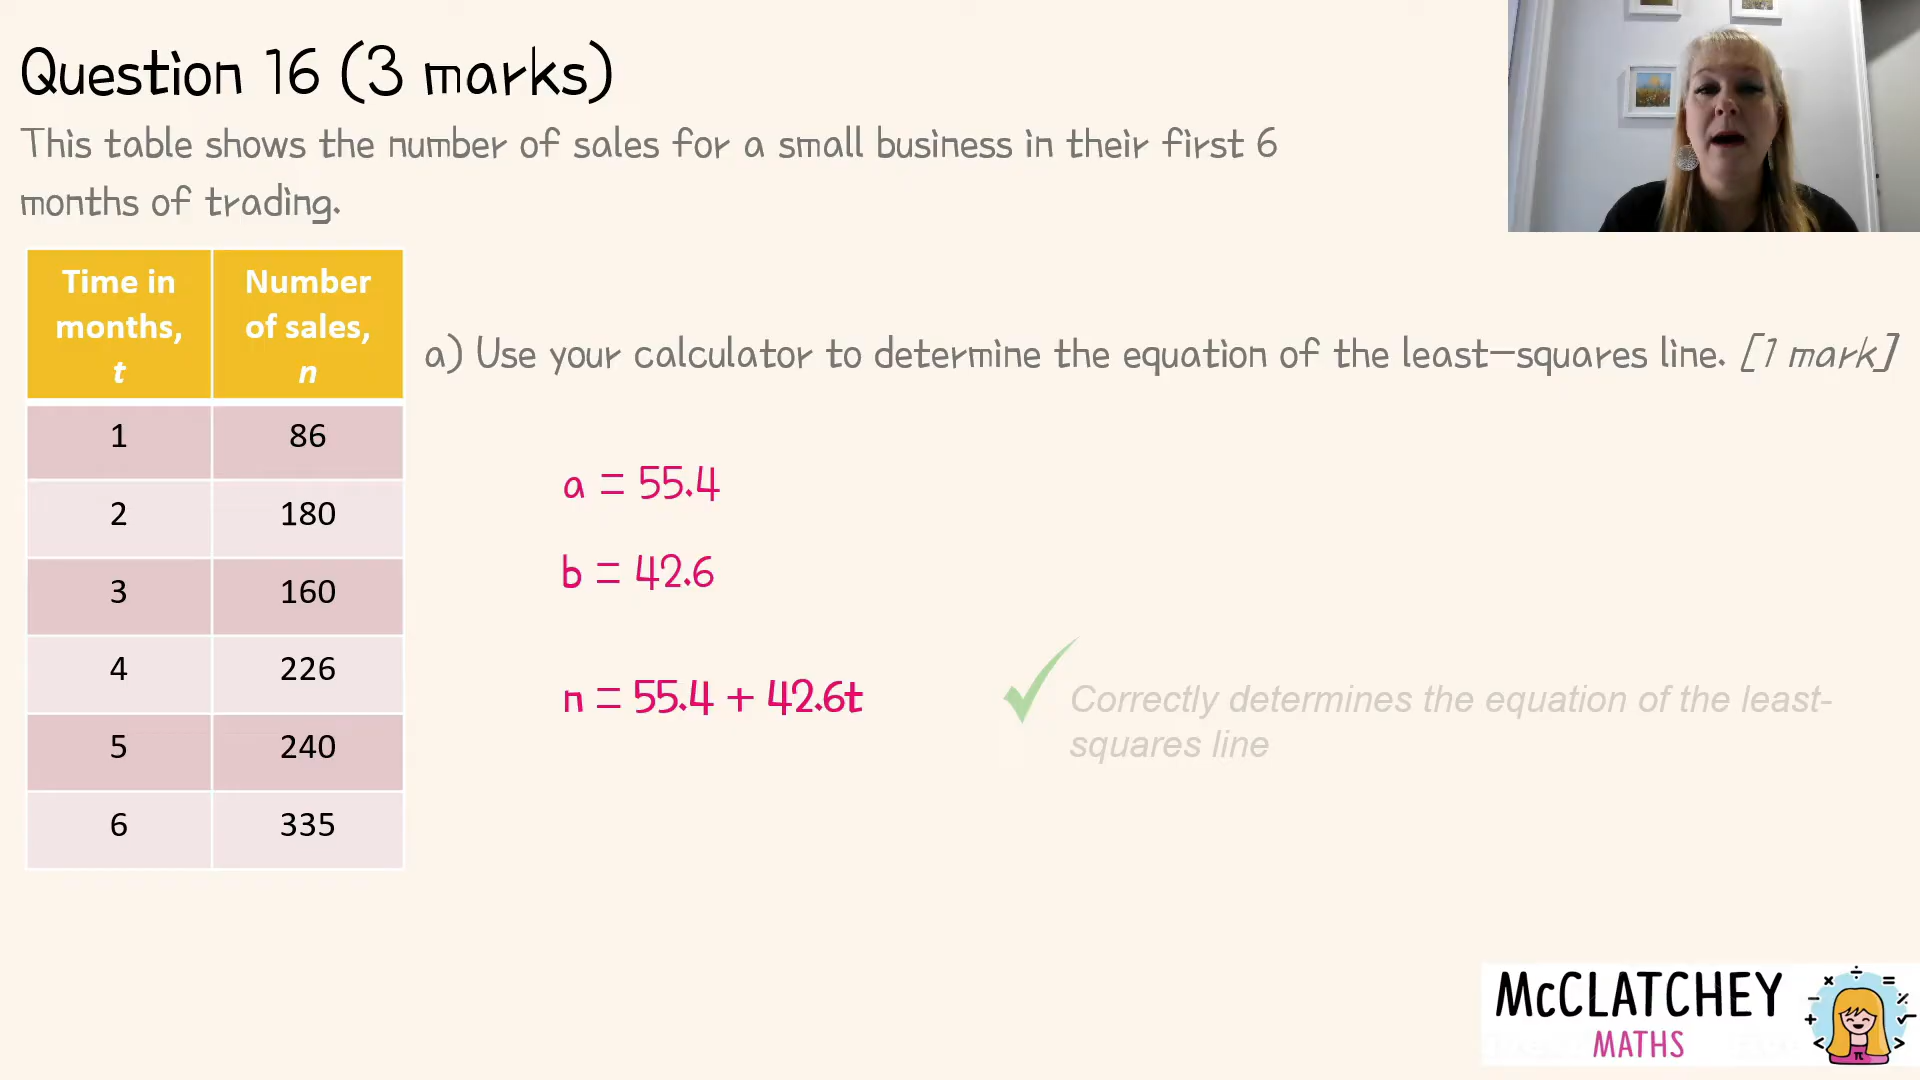 Question 16 (3 marks)
This table shows the number of sales for a small business in their first 6
months of trading.
Time in months, t Number of sales, n
1 86
2 180
3 160
4 226
5 240
6 335
a) Use your calculator to determine the equation of the least-squares line. [1 mark]
a = 55.4
b = 42.6
n = 55.4 + 42.6t
Correctly determines the equation of the least-
squares line
McCLATCHEY
MATHS